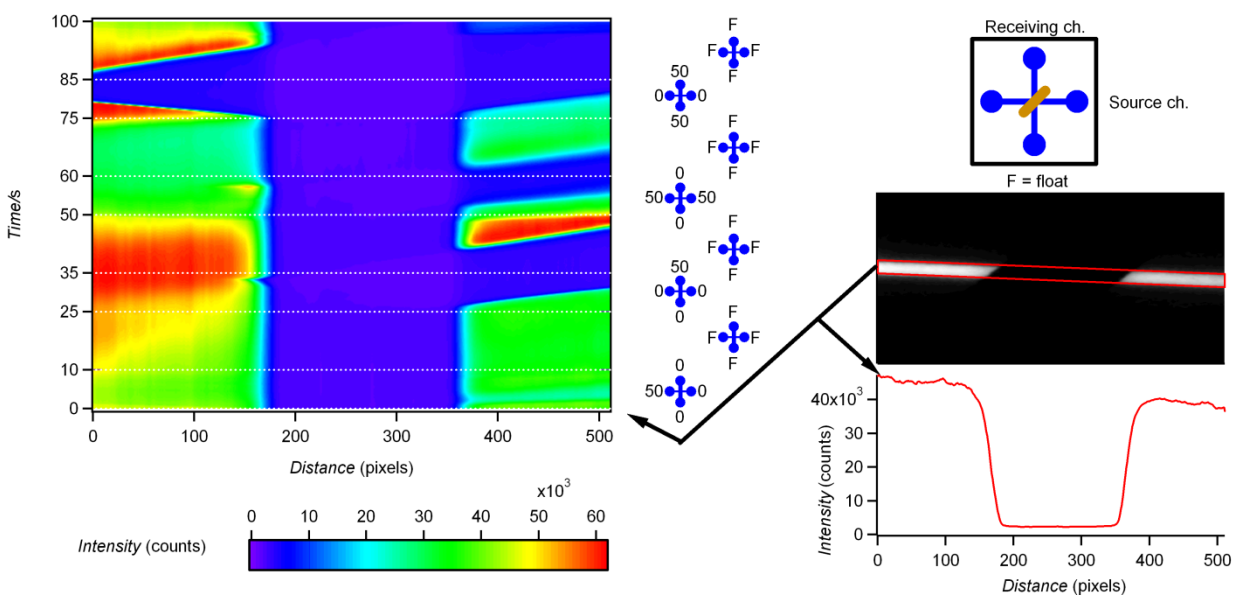 100
85
75
60
50
35
25
10
0
Time/s
0
100
200
300
400
500
Distance (pixels)
x10³
0
10
20
30
40
50
60
Intensity (counts)
F
F F
F
50
0 0
50
F
F F
F
0
50 50
0
F
F F
F
50
0 0
0
F
F F
F
0
50 0
0
Receiving ch.
Source ch.
F = float
40x10³
30
20
10
0
Intensity (counts)
0
100
200
300
400
500
Distance (pixels)